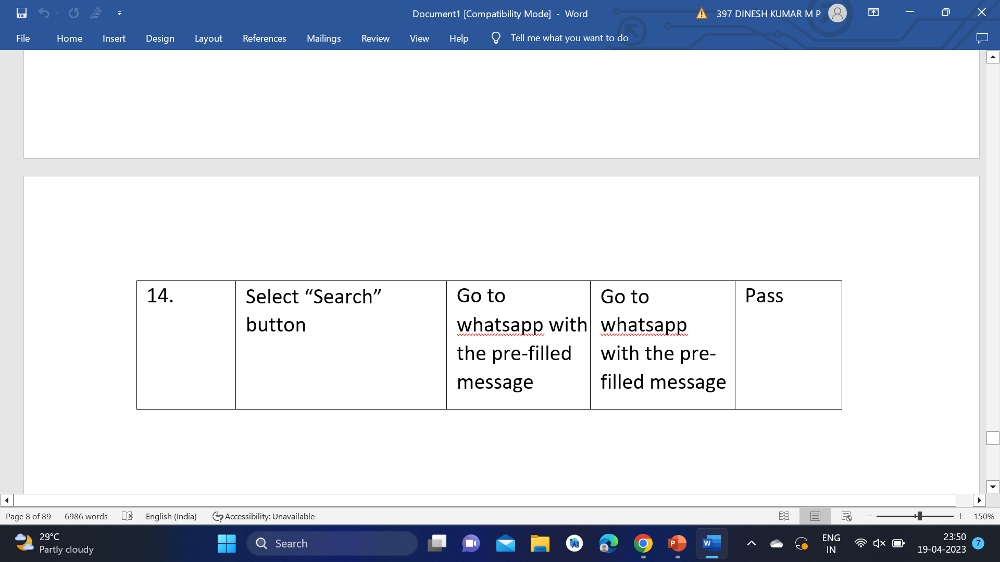 Document1 [Compatibility Mode] - Word
397 DINESH KUMAR M P
File Home Insert Design Layout References Mailings Review View Help Tell me what you want to do
14. Select “Search” Go to Go to Pass
button whatsapp with whatsapp
the pre-filled with the pre-
message filled message
Page 8 of 89 6986 words English (India) Accessibility: Unavailable 150%
29°C
Partly cloudy
Search
ENG
IN
23:50
19-04-2023
7